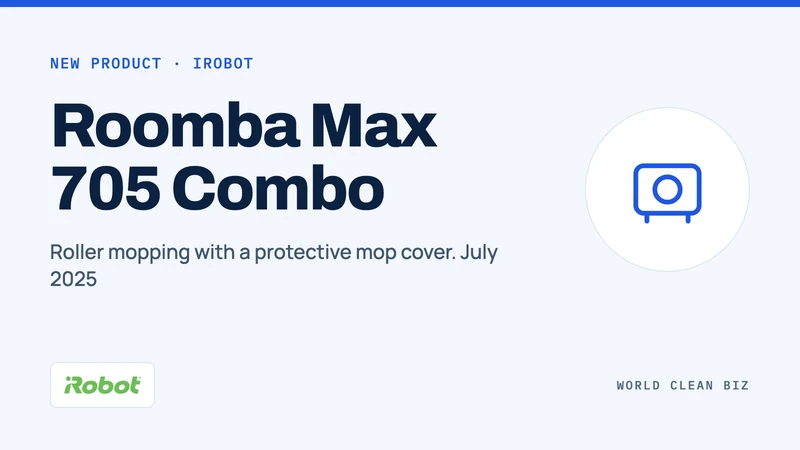 NEW PRODUCT · IROBOT
Roomba Max
705 Combo
Roller mopping with a protective mop cover. July
2025
iRobot
WORLD CLEAN BIZ